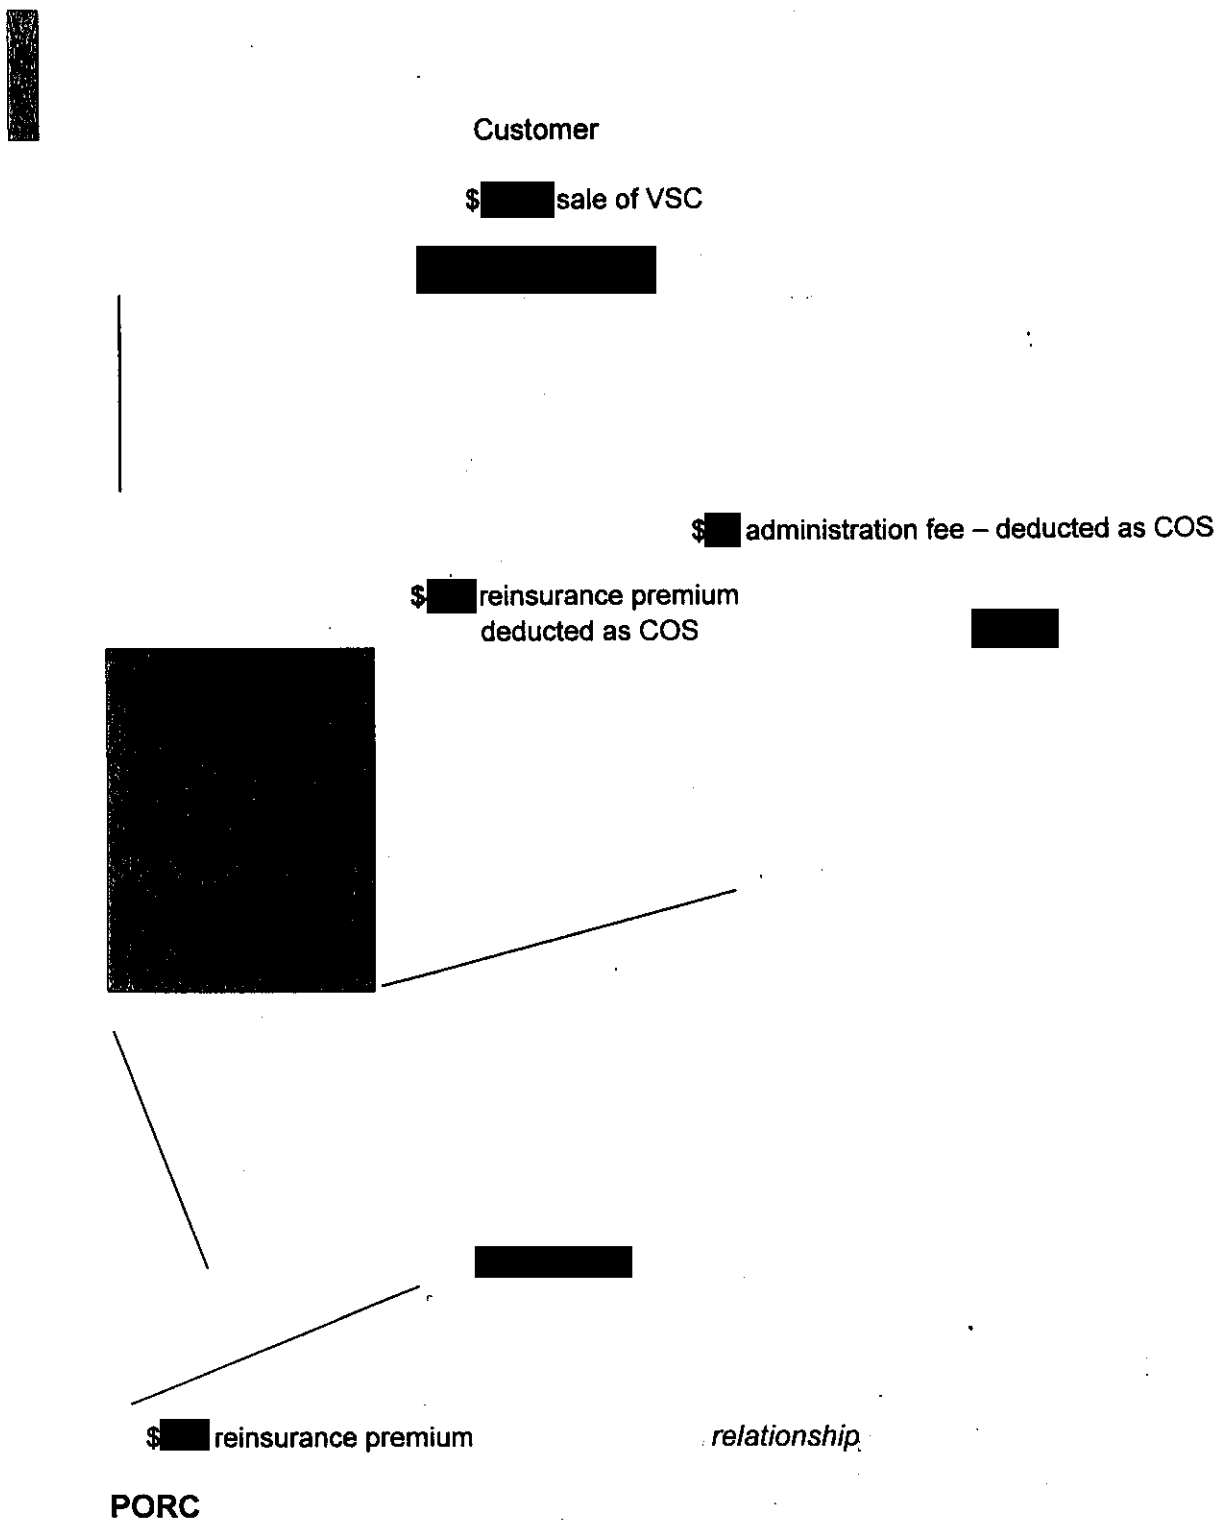 Customer
$ sale of VSC
$ administration fee – deducted as COS
$ reinsurance premium
deducted as COS
$ reinsurance premium
relationship
PORC